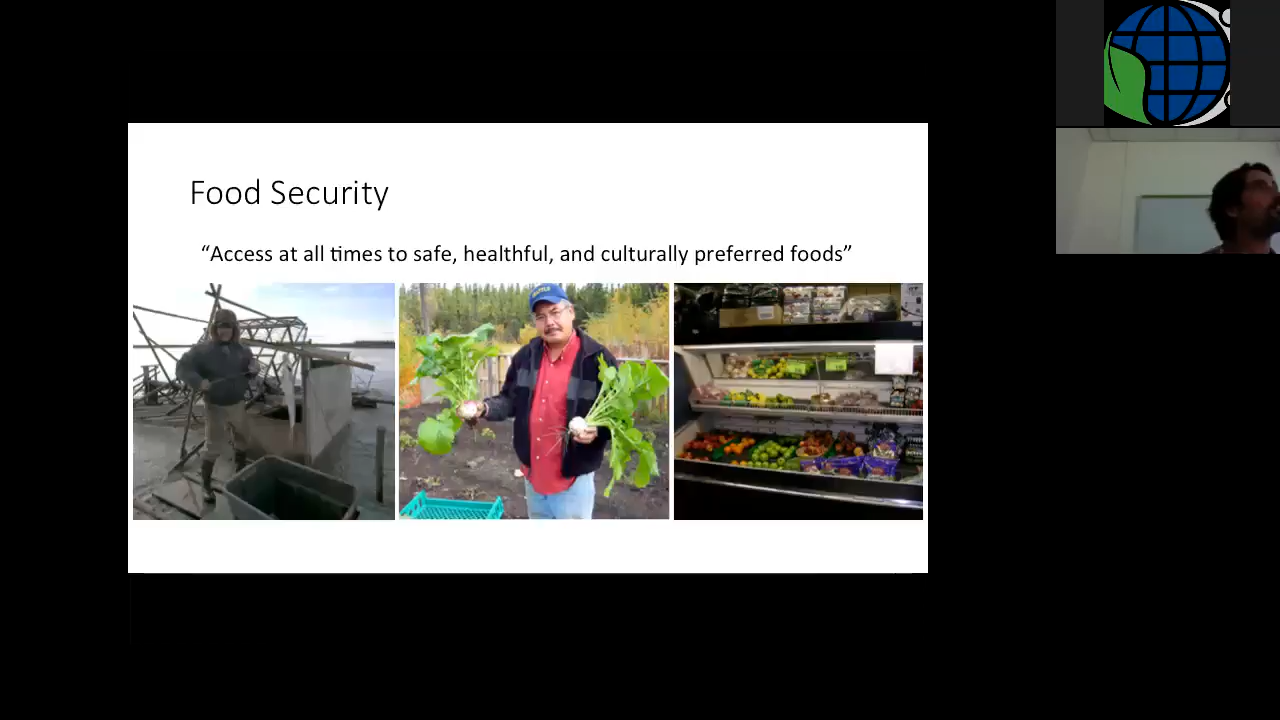 Food Security
“Access at all times to safe, healthful, and culturally preferred foods”